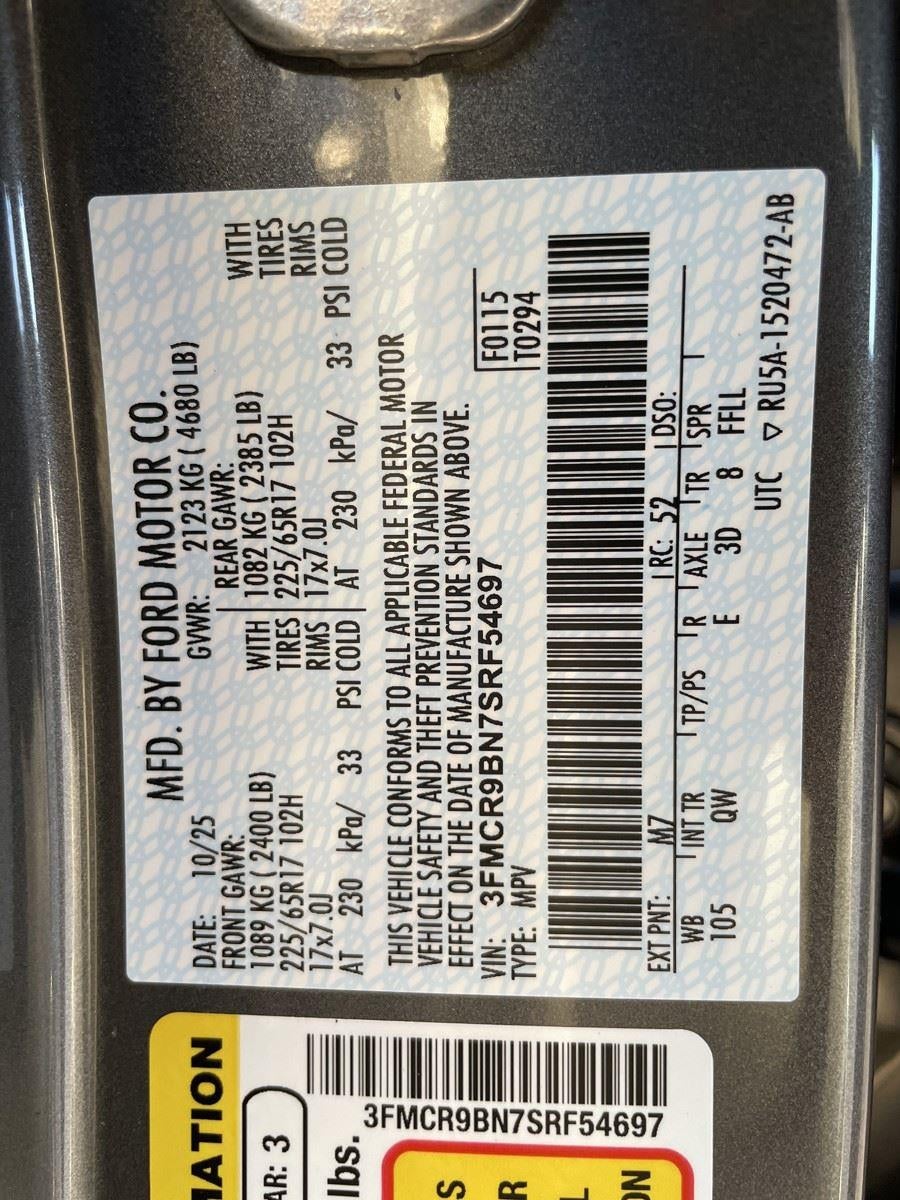 MFD. BY FORD MOTOR CO.
DATE: 10/25 GVWR: 2123 KG ( 4680 LB)
FRONT GAWR: REAR GAWR:
1089 KG ( 2400 LB) WITH 1082 KG ( 2385 LB) WITH
225/65R17 102H TIRES 225/65R17 102H TIRES
17x7.0J RIMS 17x7.0J RIMS
AT 230 kPa/ 33 PSI COLD AT 230 kPa/ 33 PSI COLD
THIS VEHICLE CONFORMS TO ALL APPLICABLE FEDERAL MOTOR
VEHICLE SAFETY AND THEFT PREVENTION STANDARDS IN
EFFECT ON THE DATE OF MANUFACTURE SHOWN ABOVE.
VIN: 3FMCR9BN7SRF54697 F0115
TYPE: MPV T0294
EXT PNT: M7 RC: 52 DSO:
WB INT TR TP/PS R AXLE TR SPR
105 QW E 3D 8 FFLL
UTC ▽ RU5A-1520472-AB
MATION
AR: 3
lbs.
3FMCR9BN7SRF54697
S
R
L
ON